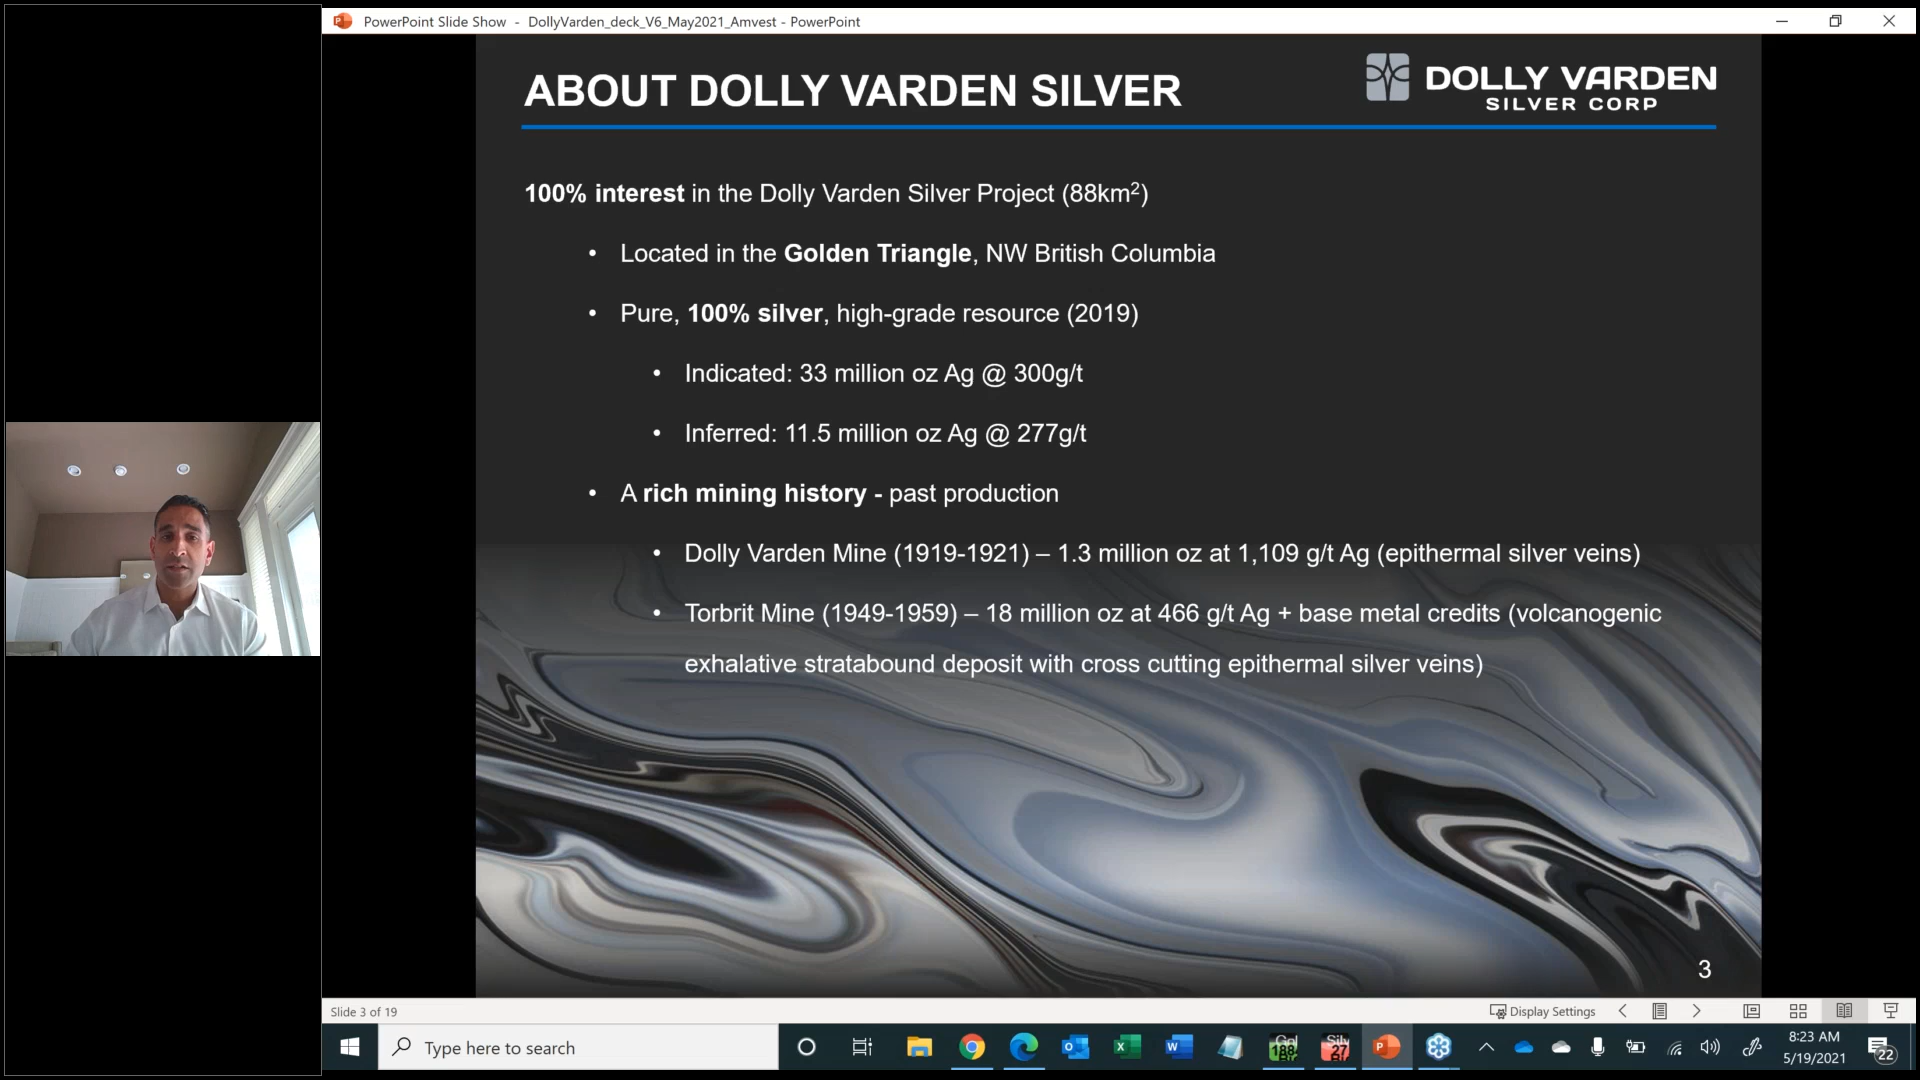 PowerPoint Slide Show - DollyVarden_deck_V6_May2021_Amvest - PowerPoint
ABOUT DOLLY VARDEN SILVER
DOLLY VARDEN
SILVER CORP
100% interest in the Dolly Varden Silver Project (88km²)
• Located in the Golden Triangle, NW British Columbia
• Pure, 100% silver, high-grade resource (2019)
• Indicated: 33 million oz Ag @ 300g/t
• Inferred: 11.5 million oz Ag @ 277g/t
• A rich mining history - past production
• Dolly Varden Mine (1919-1921) – 1.3 million oz at 1,109 g/t Ag (epithermal silver veins)
• Torbrit Mine (1949-1959) – 18 million oz at 466 g/t Ag + base metal credits (volcanogenic
exhalative stratabound deposit with cross cutting epithermal silver veins)
3
Slide 3 of 19
Display Settings
Type here to search
8:23 AM
5/19/2021
22